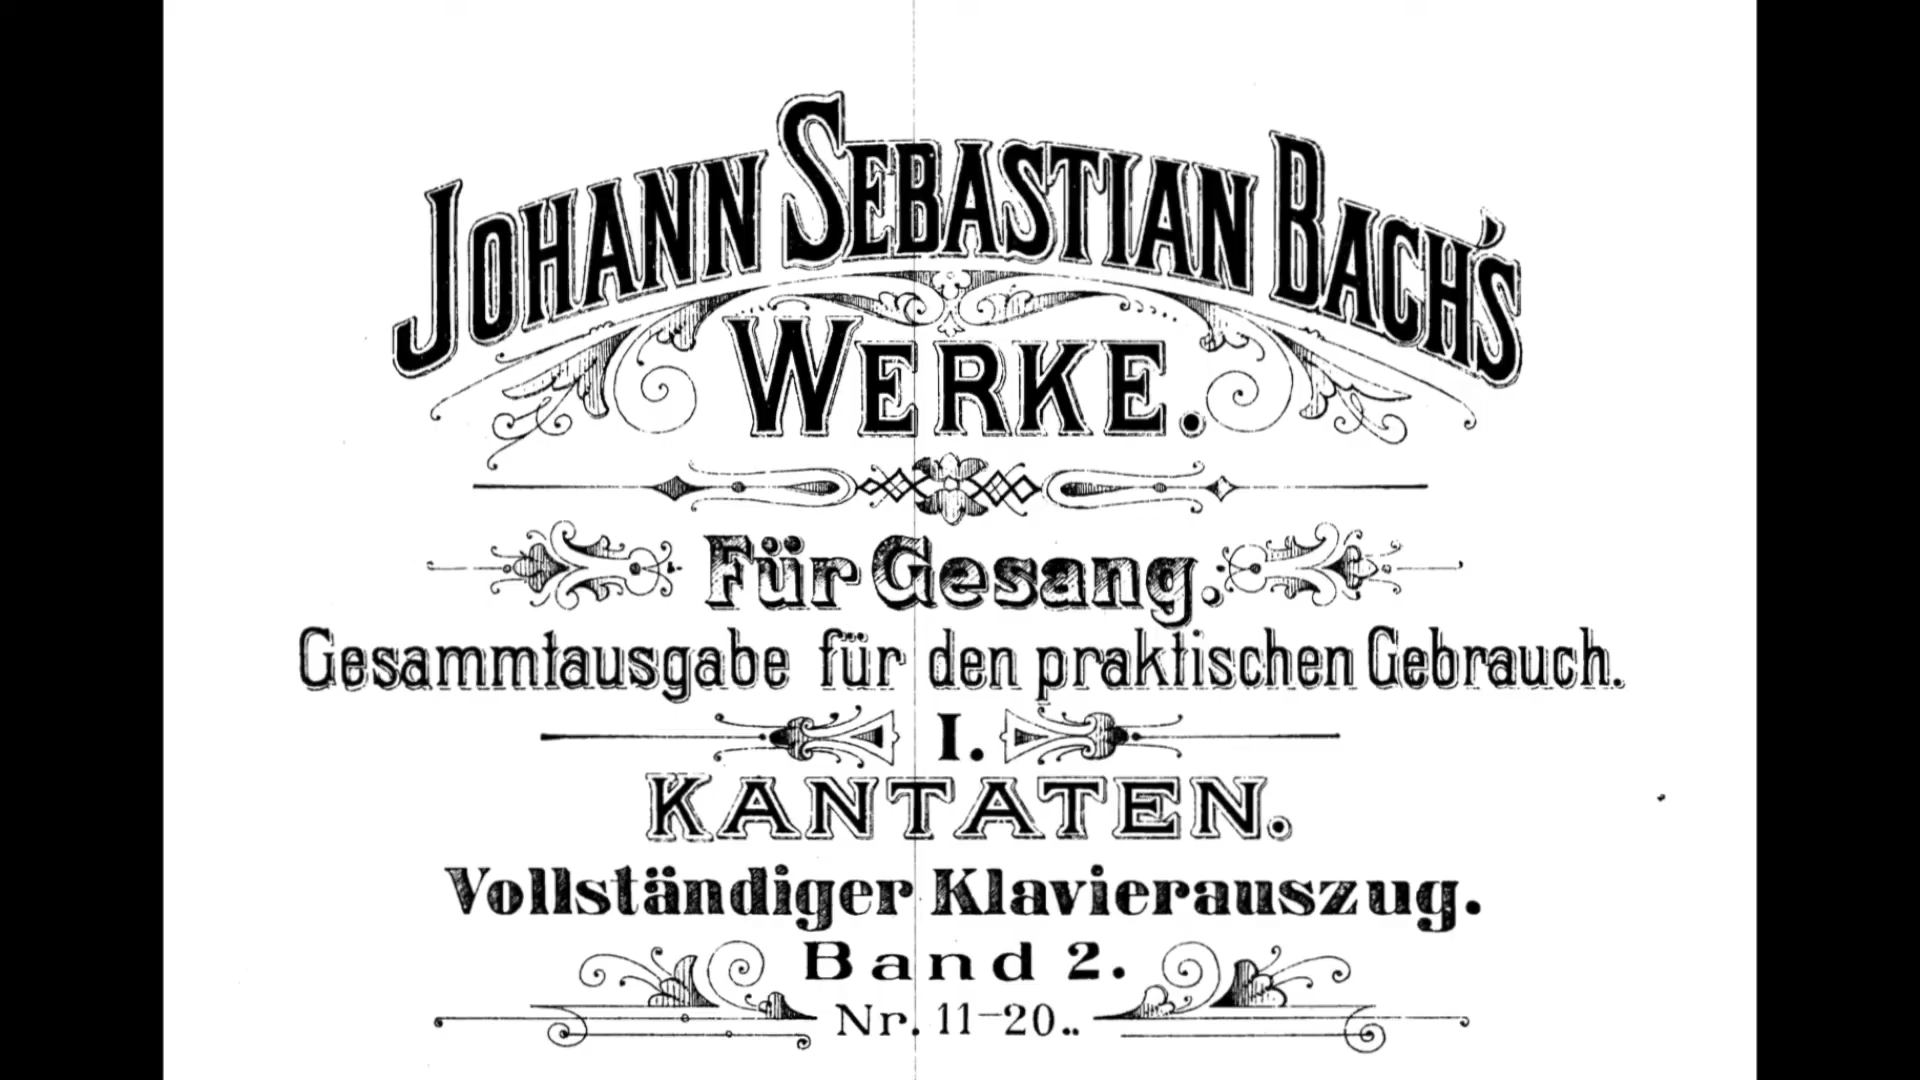 JOHANN SEBASTIAN BACH'S
WERKE.
Für Gesang.
Gesammtausgabe für den praktischen Gebrauch.
I.
KANTATEN.
Vollständiger Klavierauszug.
Band 2.
Nr. 11-20..